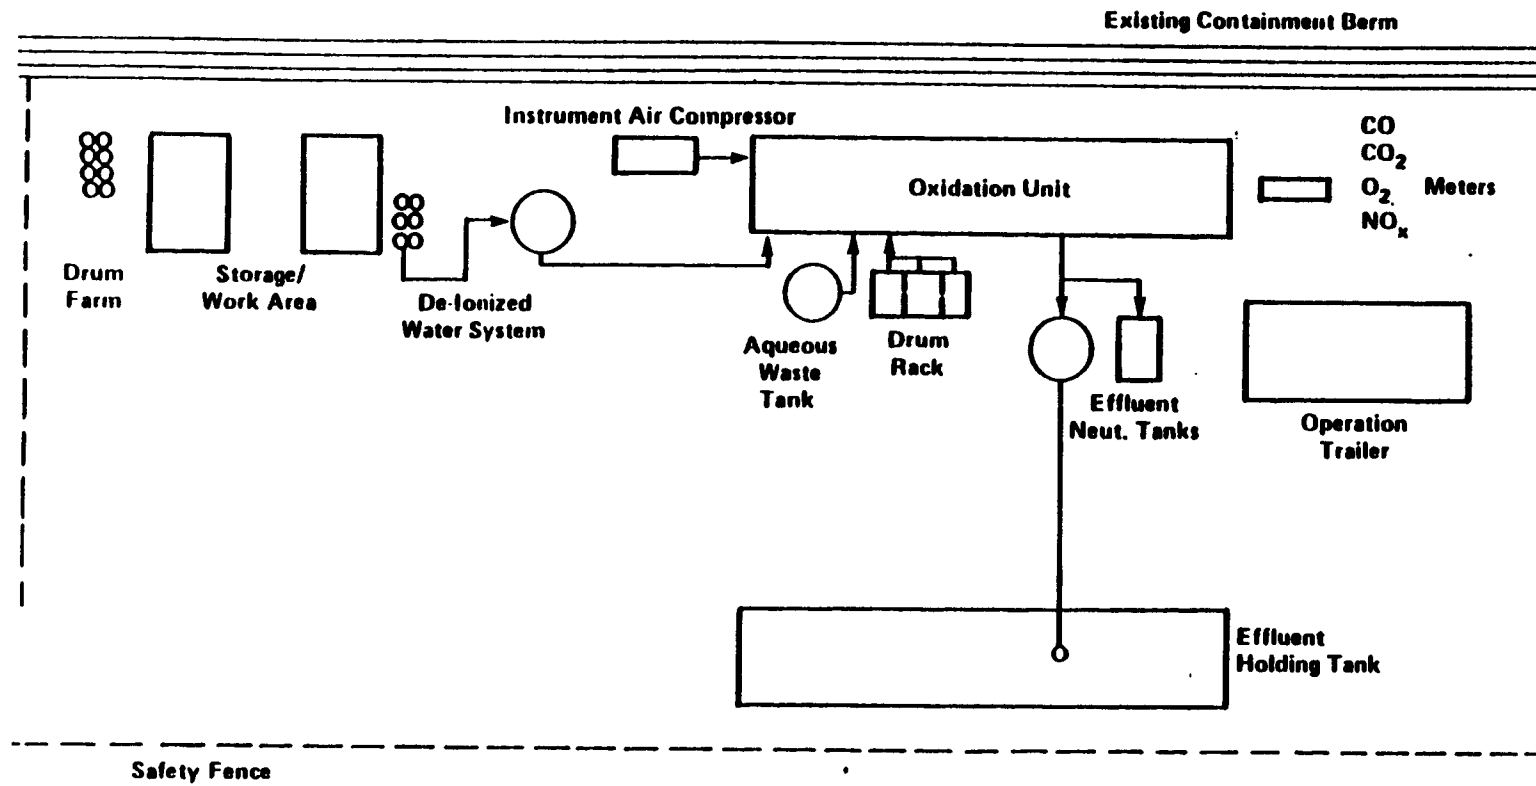 Existing Containment Berm
Instrument Air Compressor
CO
CO2
O2
NOx
Meters
Oxidation Unit
Drum
Farm
Storage/
Work Area
De-Ionized
Water System
Aqueous
Waste
Tank
Drum
Rack
Effluent
Neut. Tanks
Operation
Trailer
Effluent
Holding Tank
Safety Fence